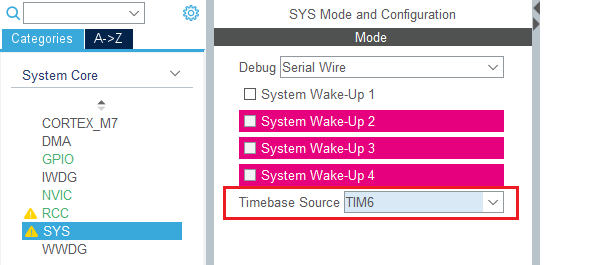 SYS Mode and Configuration
Categories
A->Z
Mode
System Core
Debug Serial Wire
System Wake-Up 1
System Wake-Up 2
System Wake-Up 3
System Wake-Up 4
Timebase Source TIM6
CORTEX_M7
DMA
GPIO
IWDG
NVIC
RCC
SYS
WWDG